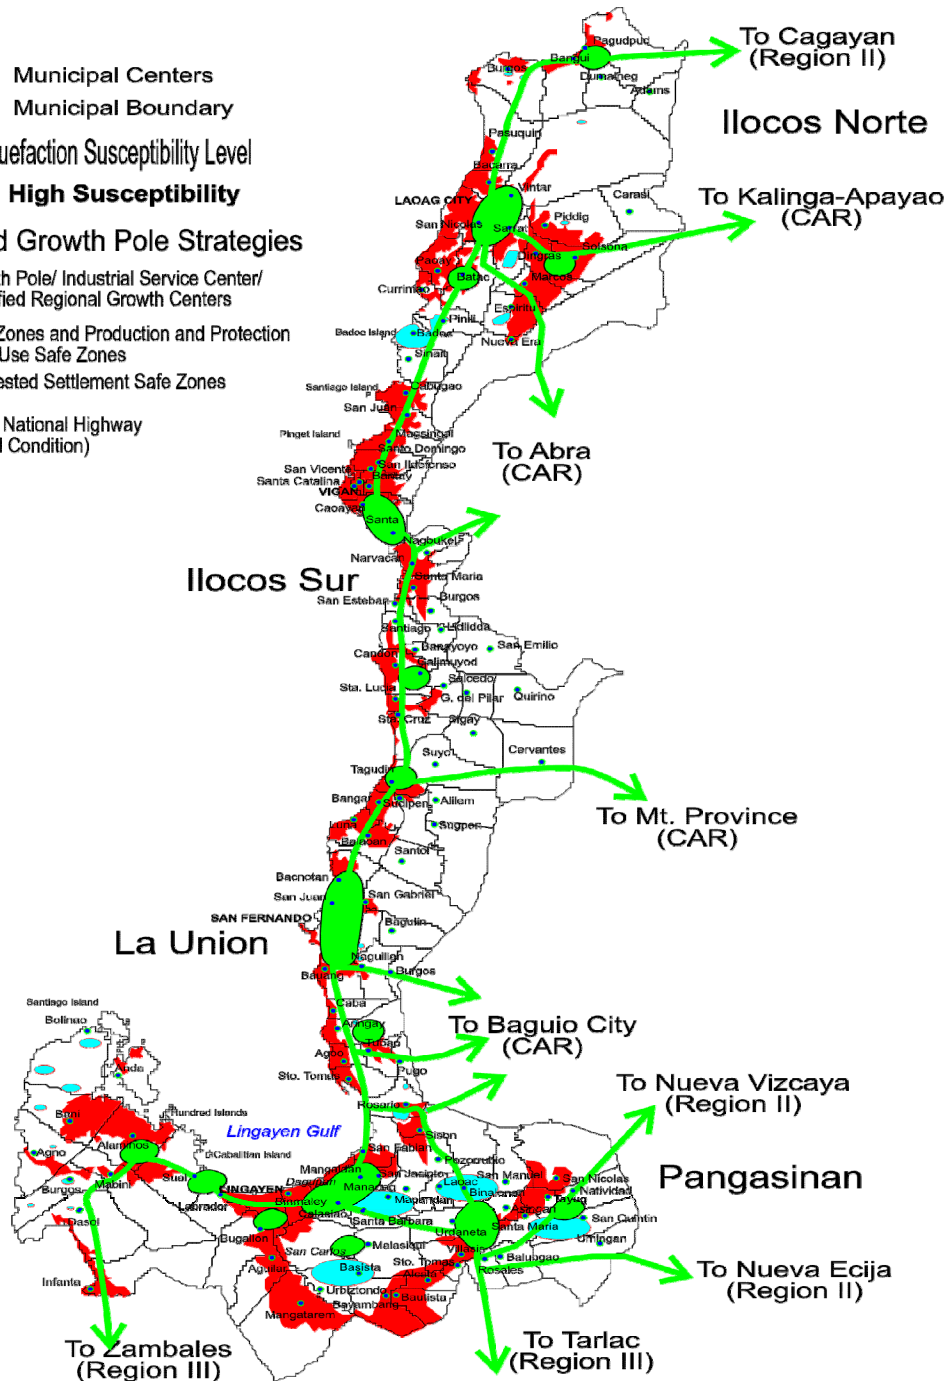 Municipal Centers
Municipal Boundary
uefaction Susceptibility Level
High Susceptibility
d Growth Pole Strategies
h Pole/ Industrial Service Center/
fied Regional Growth Centers
Zones and Production and Protection
Use Safe Zones
ested Settlement Safe Zones
National Highway
l Condition)
To Cagayan
(Region II)
Ilocos Norte
To Kalinga-Apayao
(CAR)
To Abra
(CAR)
Ilocos Sur
To Mt. Province
(CAR)
La Union
To Baguio City
(CAR)
To Nueva Vizcaya
(Region II)
Pangasinan
To Nueva Ecija
(Region II)
To Tarlac
(Region III)
To Zambales
(Region III)
Lingayen Gulf
Pagudpud
Bangui
Burgos
Dumalneg
Adams
Pasuquin
Bacarra
Vintar
LAOAG CITY
Carasi
Piddig
San Nicolas
Sarrat
Solsona
Dingras
Paoay
Batac
Marcos
Currimao
Espiritu
Pinili
Badoc Island
Badoc
Nueva Era
Sinait
Santiago Island
Cabugao
San Juan
Pinget Island
Magsingal
Santo Domingo
San Vicente
San Ildefonso
Santa Catalina
Bantay
VIGAN
Caoayan
Santa
Nagbukel
Narvacan
Santa Maria
San Esteban
Burgos
Santiago
Lidlidda
Banayoyo
San Emilio
Candon
Galimuyod
Salcedo
Sta. Lucia
G. del Pilar
Quirino
Sta. Cruz
Sigay
Suyo
Cervantes
Tagudin
Bangar
Sudipen
Alilem
Luna
Sugpon
Balaoan
Santol
Bacnotan
San Juan
San Gabriel
SAN FERNANDO
Bagulin
Naguilian
Bauang
Burgos
Caba
Aringay
Tubao
Agoo
Pugo
Sto. Tomas
Rosario
Santiago Island
Bolinao
Anda
Bani
Hundred Islands
Alaminos
Cabalitian Island
Agno
Mabini
Sual
Burgos
Dasol
Infanta
LINGAYEN
Labrador
Dagupan
Binmaley
Bugallon
Aguilar
Mangatarem
San Fabian
Mangaldan
San Jacinto
Manaoag
Mapandan
Calasiao
Santa Barbara
San Carlos
Malasiqui
Basista
Urbiztondo
Bayambang
Bautista
Alcala
Sto. Tomas
Villasis
Sison
Pozorrubio
Laoac
Binalonan
San Manuel
Asingan
Urdaneta
Santa Maria
Tayug
San Nicolas
Natividad
San Quintin
Umingan
Balungao
Rosales